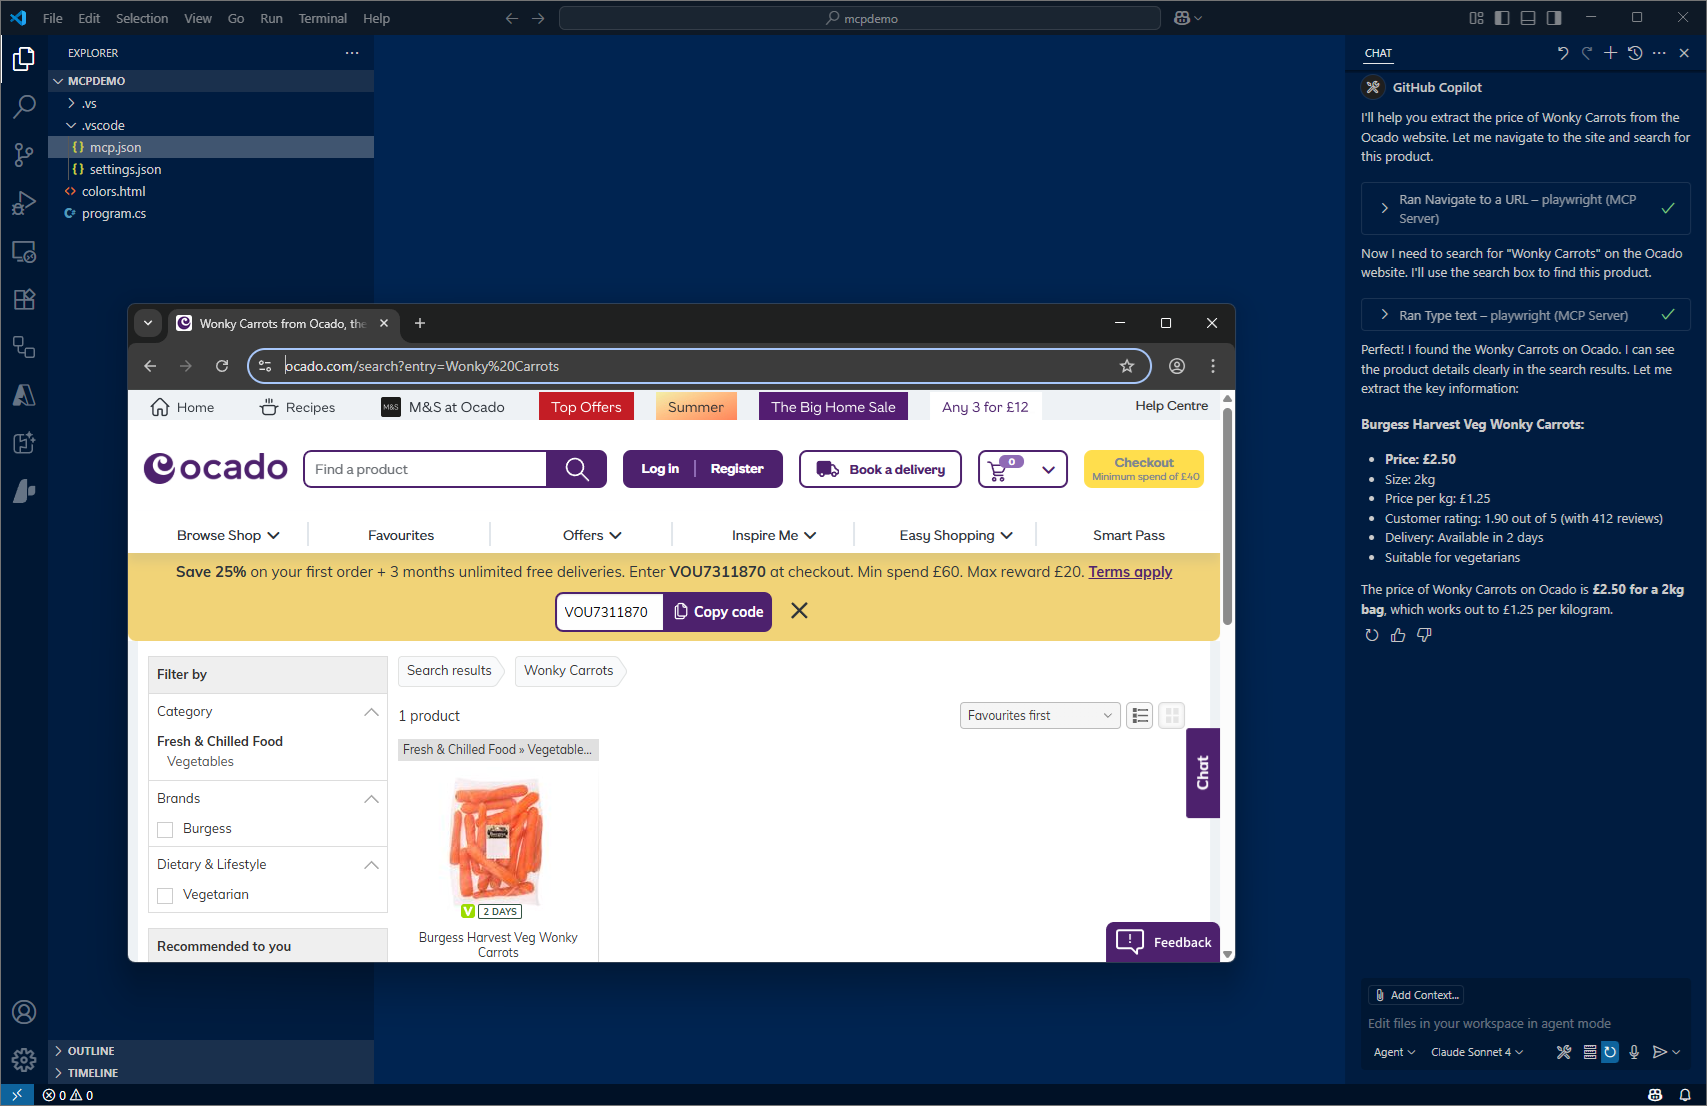 File Edit Selection View Go Run Terminal Help
mcpdemo
EXPLORER
MCPDEMO
.vs
.vscode
{} mcp.json
{} settings.json
<> colors.html
C# program.cs
OUTLINE
TIMELINE
0 0
Wonky Carrots from Ocado, the
ocado.com/search?entry=Wonky%20Carrots
Home Recipes M&S M&S at Ocado Top Offers Summer The Big Home Sale Any 3 for £12 Help Centre
ocado
Find a product
Log in Register
Book a delivery
0
Checkout
Minimum spend of £40
Browse Shop Favourites Offers Inspire Me Easy Shopping Smart Pass
Save 25% on your first order + 3 months unlimited free deliveries. Enter VOU7311870 at checkout. Min spend £60. Max reward £20. Terms apply
VOU7311870 Copy code
Filter by
Category
Fresh & Chilled Food
Vegetables
Brands
Burgess
Dietary & Lifestyle
Vegetarian
Recommended to you
Search results Wonky Carrots
1 product
Favourites first
Fresh & Chilled Food » Vegetable...
V 2 DAYS
Burgess Harvest Veg Wonky
Carrots
Chat
Feedback
CHAT
GitHub Copilot
I'll help you extract the price of Wonky Carrots from the
Ocado website. Let me navigate to the site and search for
this product.
Ran Navigate to a URL – playwright (MCP
Server)
Now I need to search for "Wonky Carrots" on the Ocado
website. I'll use the search box to find this product.
Ran Type text – playwright (MCP Server)
Perfect! I found the Wonky Carrots on Ocado. I can see
the product details clearly in the search results. Let me
extract the key information:
Burgess Harvest Veg Wonky Carrots:
• Price: £2.50
• Size: 2kg
• Price per kg: £1.25
• Customer rating: 1.90 out of 5 (with 412 reviews)
• Delivery: Available in 2 days
• Suitable for vegetarians
The price of Wonky Carrots on Ocado is £2.50 for a 2kg
bag, which works out to £1.25 per kilogram.
Add Context...
Edit files in your workspace in agent mode
Agent Claude Sonnet 4